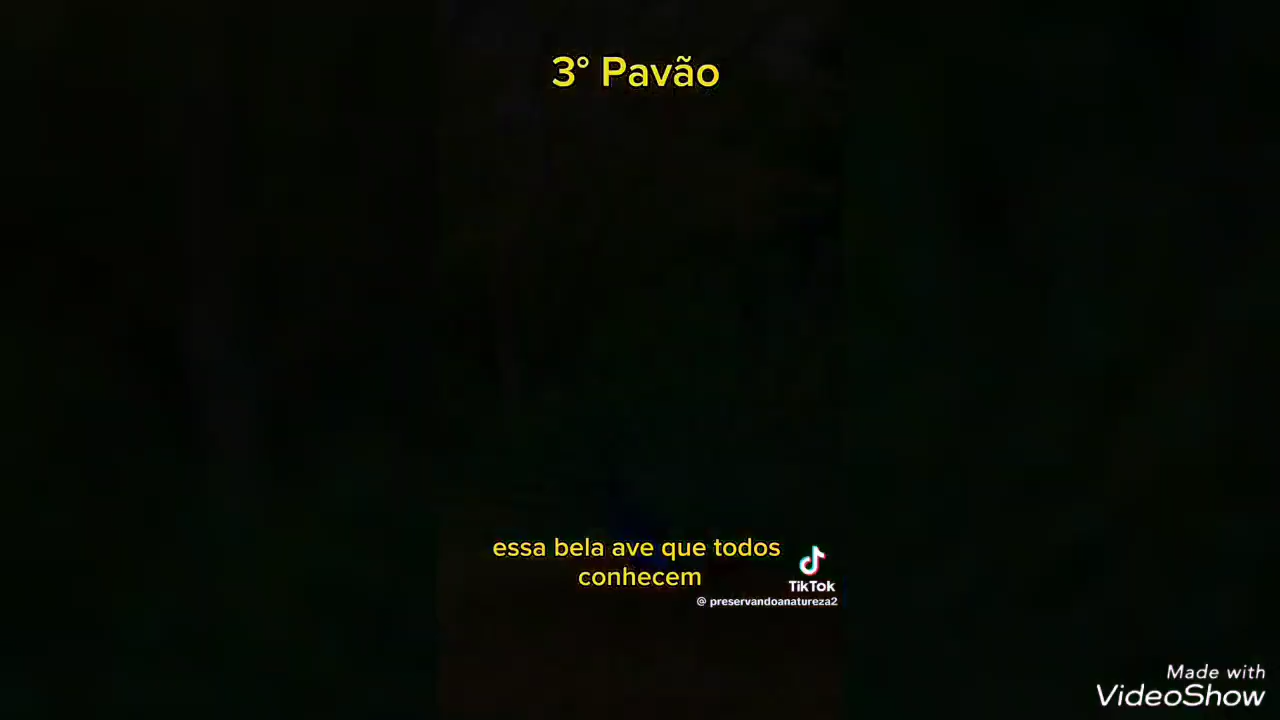 3° Pavão
essa bela ave que todos
conhecem
TikTok
@ preservandoanatureza2
Made with
VideoShow